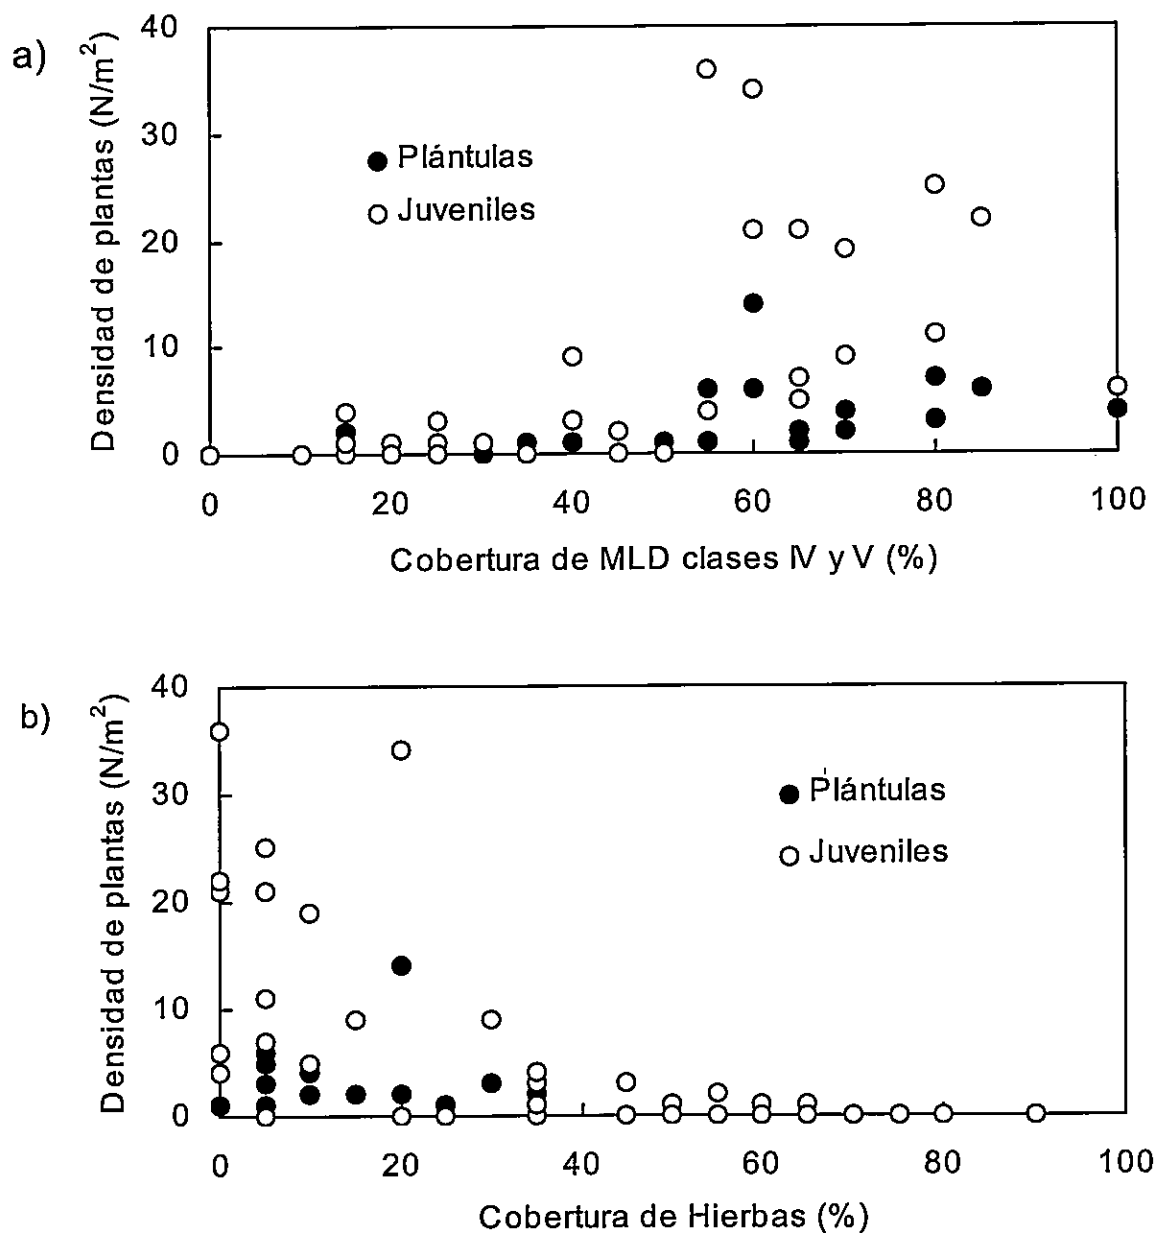 a)
Densidad de plantas (N/m²)
40
30
20
10
0
Plántulas
Juveniles
0 20 40 60 80 100
Cobertura de MLD clases IV y V (%)
b)
Densidad de plantas (N/m²)
40
30
20
10
0
Plántulas
Juveniles
0 20 40 60 80 100
Cobertura de Hierbas (%)